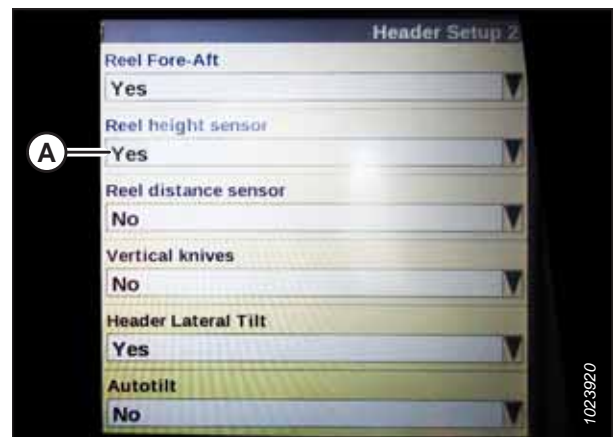 Header Setup 2
Reel Fore-Aft
Yes
Reel height sensor
A
Yes
Reel distance sensor
No
Vertical knives
No
Header Lateral Tilt
Yes
Autotilt
No
1023920